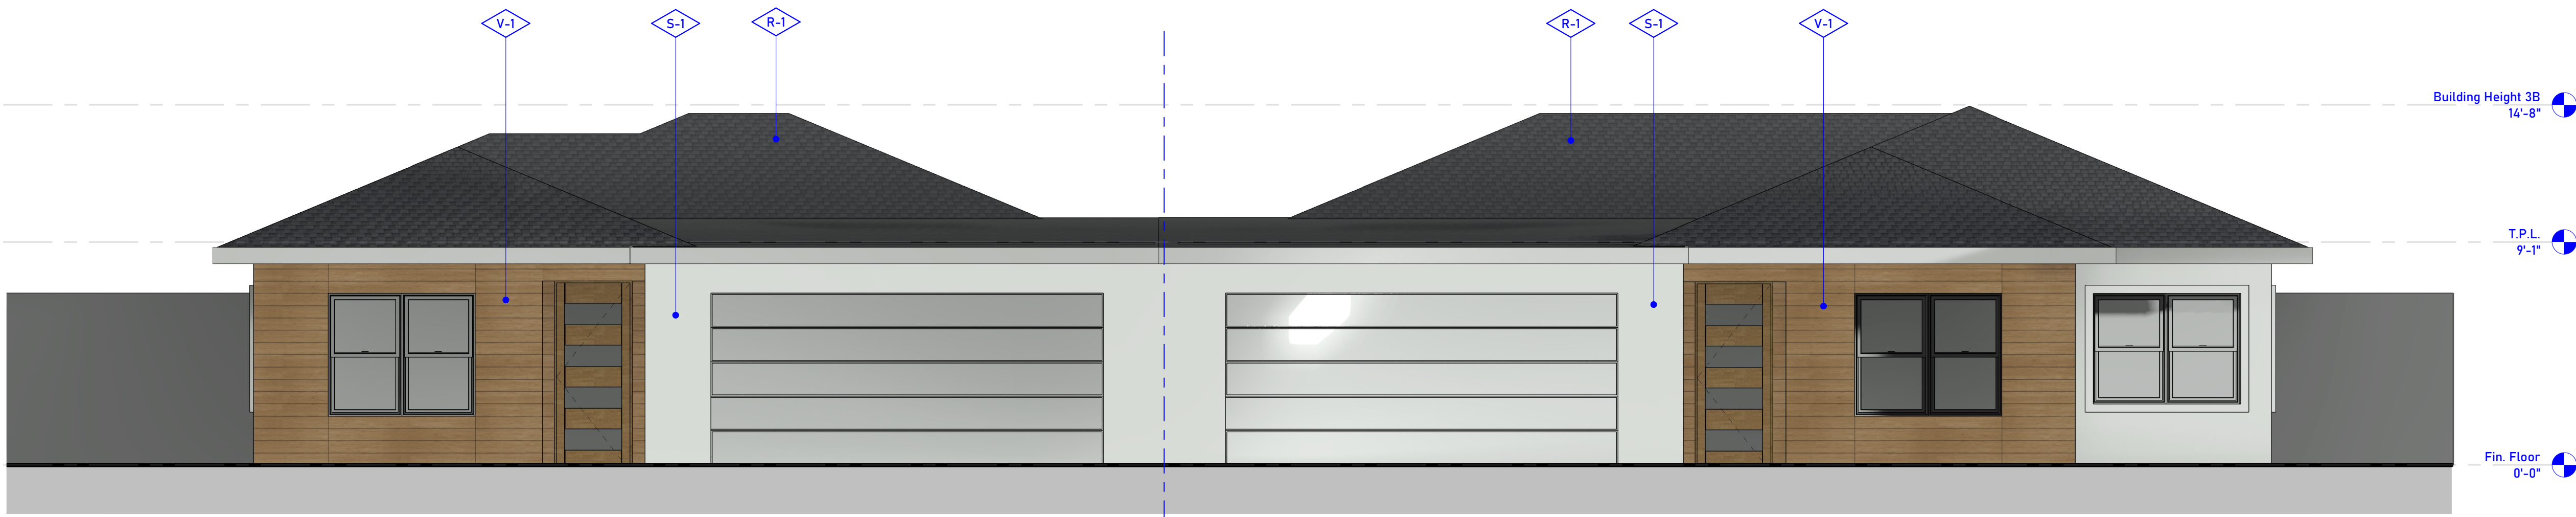 V-1
S-1
R-1
R-1
S-1
V-1
Building Height 3B
14'-8"
T.P.L.
9'-1"
Fin. Floor
0'-0"